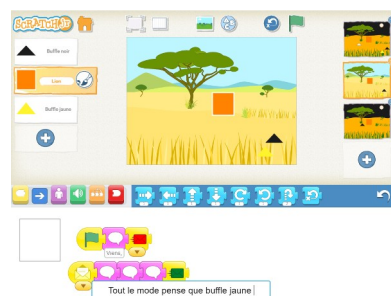 SCRATCHJR
Buffle noir
Lion
Buffle jaune
Viens,
Tout le mode pense que buffle jaune